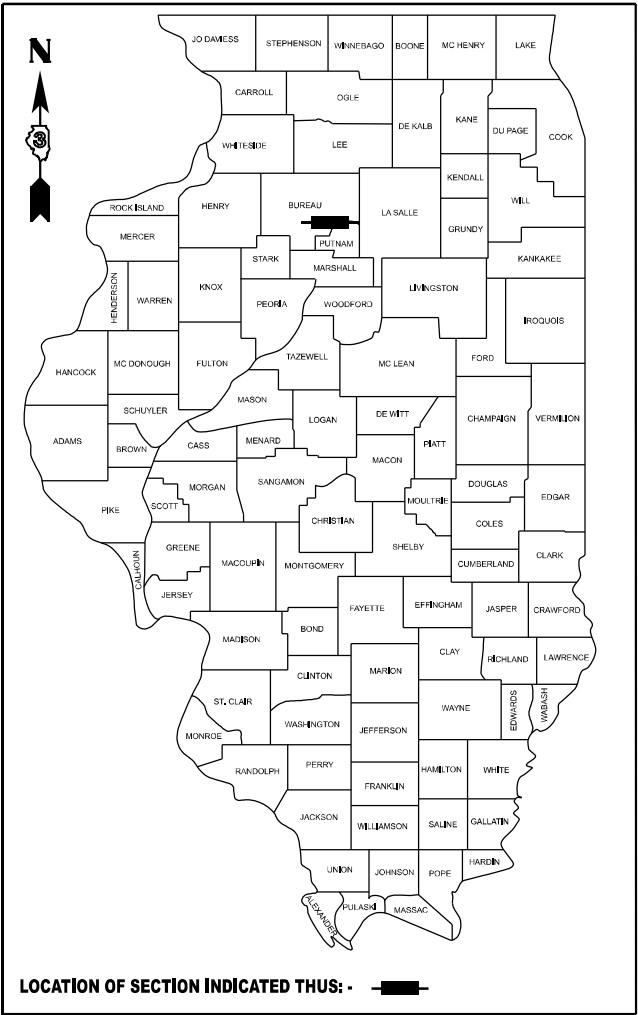 JO DAVIESS
STEPHENSON
WINNEBAGO
BOONE
MC HENRY
LAKE
N
CARROLL
OGLE
DE KALB
KANE
DU PAGE
COOK
3
WHITESIDE
LEE
KENDALL
ROCK ISLAND
HENRY
BUREAU
LA SALLE
WILL
MERCER
PUTNAM
GRUNDY
STARK
MARSHALL
KANKAKEE
HENDERSON
WARREN
KNOX
PEORIA
WOODFORD
LIVINGSTON
IROQUOIS
HANCOCK
MC DONOUGH
FULTON
TAZEWELL
MC LEAN
FORD
SCHUYLER
MASON
LOGAN
DE WITT
CHAMPAIGN
VERMILION
ADAMS
BROWN
CASS
MENARD
PIATT
MACON
PIKE
SCOTT
MORGAN
SANGAMON
MOULTRIE
DOUGLAS
EDGAR
CHRISTIAN
COLES
CALHOUN
GREENE
MACOUPIN
MONTGOMERY
SHELBY
CUMBERLAND
CLARK
JERSEY
FAYETTE
EFFINGHAM
JASPER
CRAWFORD
MADISON
BOND
CLAY
RICHLAND
LAWRENCE
CLINTON
MARION
ST. CLAIR
WAYNE
EDWARDS
WABASH
MONROE
WASHINGTON
JEFFERSON
RANDOLPH
PERRY
HAMILTON
WHITE
FRANKLIN
JACKSON
WILLIAMSON
SALINE
GALLATIN
UNION
JOHNSON
POPE
HARDIN
ALEXANDER
PULASKI
MASSAC
LOCATION OF SECTION INDICATED THUS: -